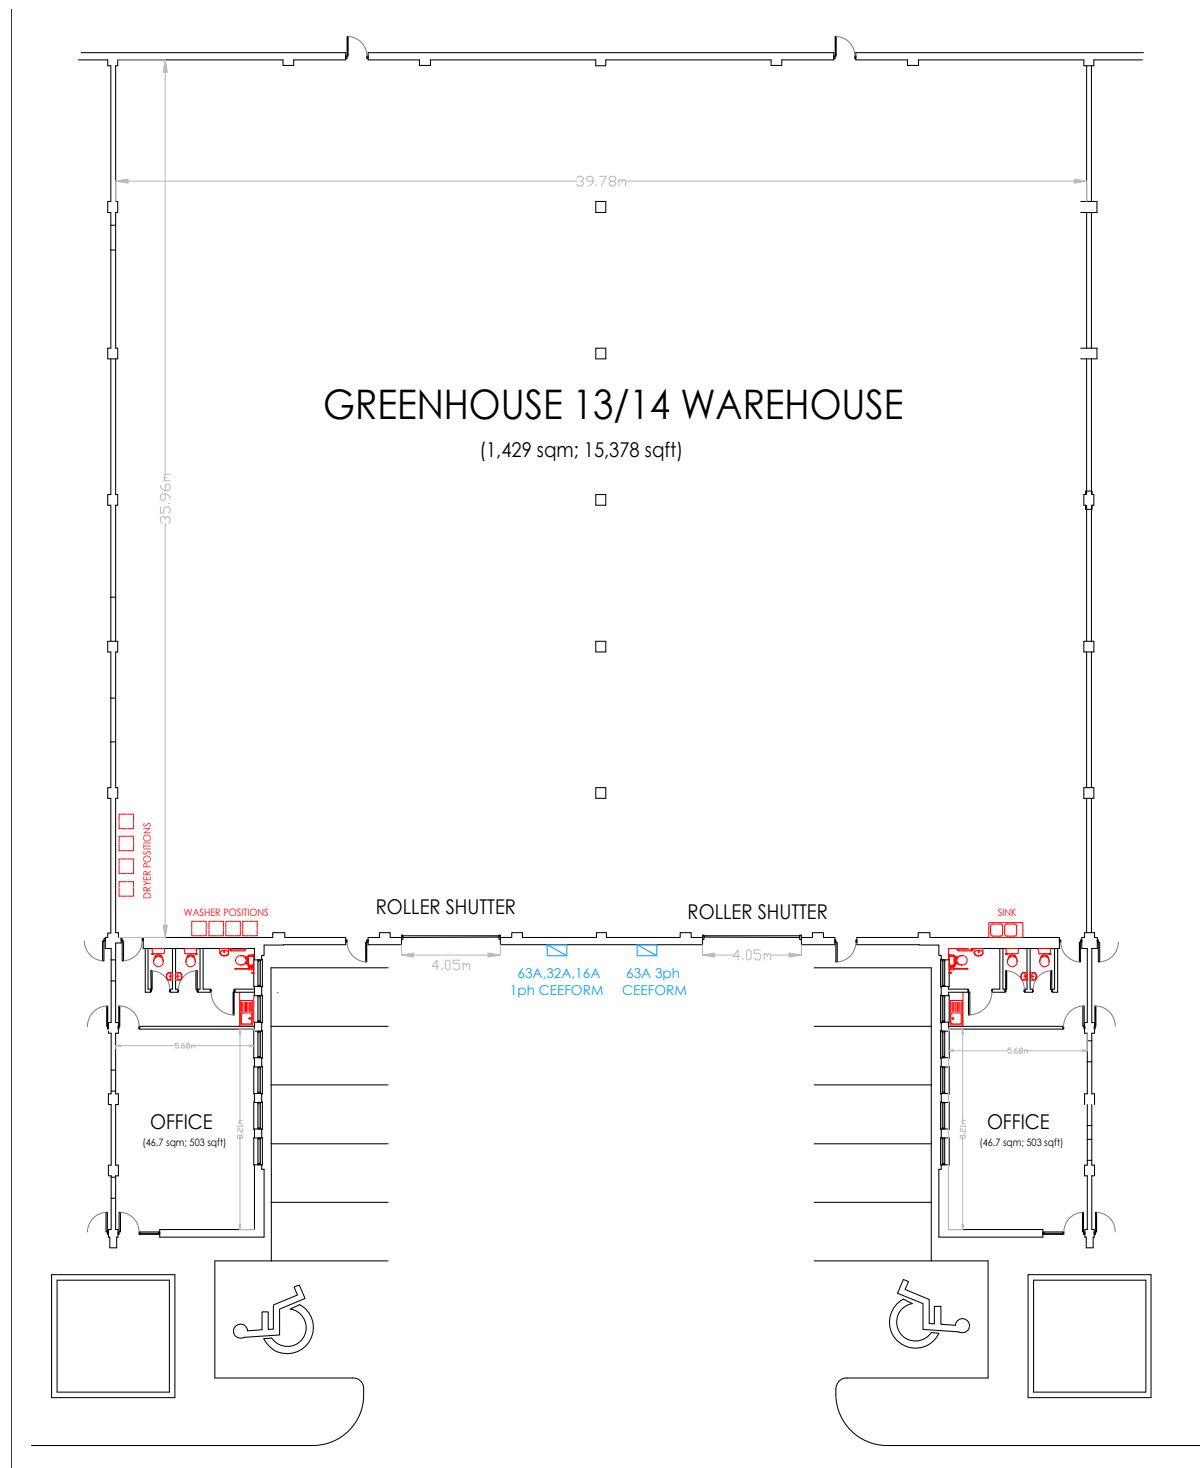 39.78m
GREENHOUSE 13/14 WAREHOUSE
(1,429 sqm; 15,378 sqft)
35.96m
DRYER POSITIONS
WASHER POSITIONS
ROLLER SHUTTER
ROLLER SHUTTER
SINK
4.05m
4.05m
63A,32A,16A
1ph CEEFORM
63A 3ph
CEEFORM
5.68m
5.68m
OFFICE
(46.7 sqm; 503 sqft)
8.21m
OFFICE
(46.7 sqm; 503 sqft)
8.21m